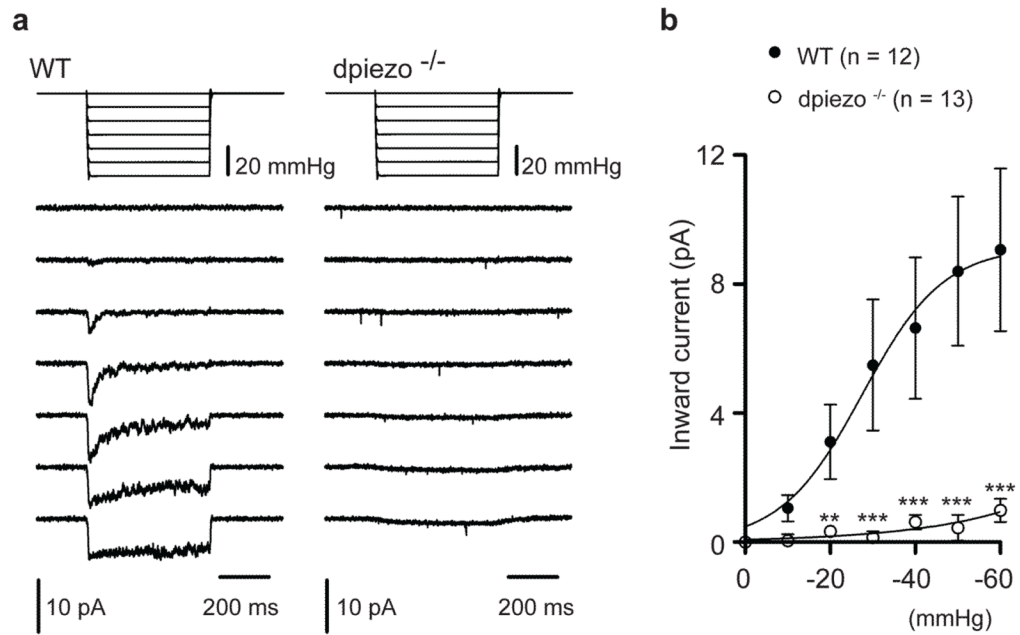 a
WT
dpiezo -/-
20 mmHg
20 mmHg
10 pA
200 ms
10 pA
200 ms
b
WT (n = 12)
dpiezo -/- (n = 13)
Inward current (pA)
12
8
4
0
**
***
***
***
***
0
-20
-40
-60
(mmHg)